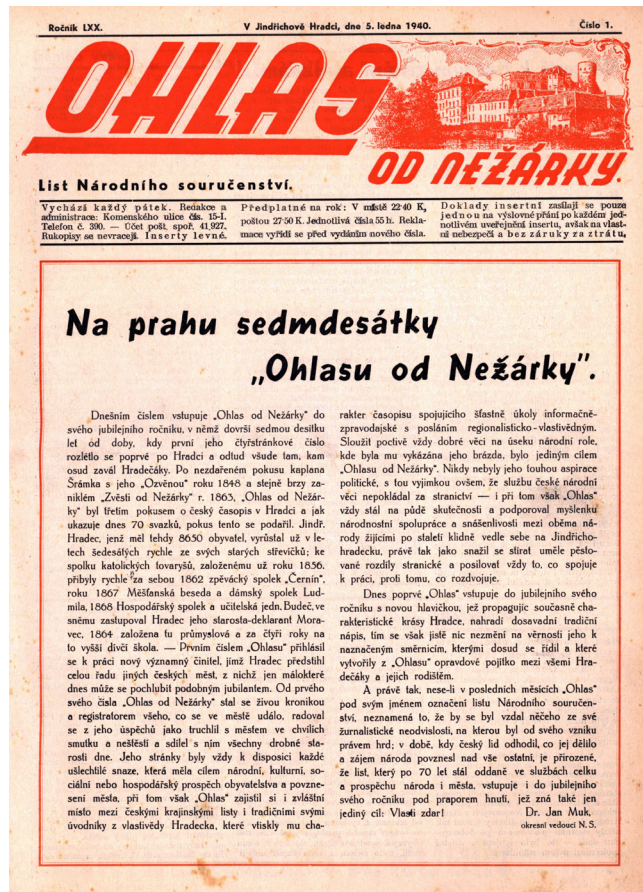 Ročník LXX.
V Jindřichově Hradci, dne 5. ledna 1940.
Číslo 1.
OHLAS
OD NEŽÁRKY.
List Národního souručenství.
Vychází každý pátek. Redakce a
administrace: Komenského ulice čís. 15-I.
Telefon č. 390. — Účet pošt. spoř. 41,927.
Rukopisy se nevracejí. Inserty levné.
Předplatné na rok: V místě 22·40 K,
poštou 27·50 K. Jednotlivá čísla 55 h. Rekla-
mace vyřídí se před vydáním nového čísla.
Doklady insertní zasílají se pouze
jednou na výslovné přání po každém jed-
notlivém uveřejnění insertu, avšak na vlast-
ní nebezpečí a bez záruky za ztrátu.
Na prahu sedmdesátky
„Ohlasu od Nežárky".
Dnešním číslem vstupuje „Ohlas od Nežárky" do
svého jubilejního ročníku, v němž dovrší sedmou desítku
let od doby, kdy první jeho čtyřstránkové číslo
rozlétlo se poprvé po Hradci a odtud všude tam, kam
osud zavál Hradečáky. Po nezdařeném pokusu kaplana
Šrámka s jeho „Ozvěnou" roku 1848 a stejně brzy za-
niklém „Zvěsti od Nežárky" r. 1863, „Ohlas od Nežár-
ky" byl třetím pokusem o český časopis v Hradci a jak
ukazuje dnes 70 svazků, pokus tento se podařil. Jindř.
Hradec, jenž měl tehdy 8650 obyvatel, vyrůstal už v le-
tech šedesátých rychle ze svých starých střevíčků; ke
spolku katolických tovaryšů, založenému už roku 1856,
přibyly rychle za sebou 1862 zpěvácký spolek „Černín",
roku 1867 Měšťanská beseda a dámský spolek Lud-
mila, 1868 Hospodářský spolek a učitelská jedn. Budeč, ve
sněmu zastupoval Hradec jeho starosta-deklarant Mora-
vec, 1864 založena tu průmyslová a za čtyři roky na
to vyšší dívčí škola. — Prvním číslem „Ohlasu" přihlásil
se k práci nový významný činitel, jímž Hradec předstihl
celou řadu jiných českých měst, z nichž jen málokteré
dnes může se pochlubit podobným jubilantem. Od prvého
svého čísla „Ohlas od Nežárky" stal se živou kronikou
a registratorem všeho, co se ve městě událo, radoval
se z jeho úspěchů jako truchlil s městem ve chvílích
smutku a neštěstí a sdílel s ním všechny drobné sta-
rosti dne. Jeho stránky byly vždy k disposici každé
ušlechtilé snaze, která měla cílem národní, kulturní, so-
ciální nebo hospodářský prospěch obyvatelstva a povzne-
sení města, při tom však „Ohlas" zajistil si i zvláštní
místo mezi českými krajinskými listy i tradičními svými
úvodníky z vlastivědy Hradecka, které vtiskly mu cha-
rakter časopisu spojujícího šťastně úkoly informačně-
zpravodajské s posláním regionalisticko-vlastivědným.
Sloužit poctivě vždy dobré věci na úseku národní role,
kde byla mu vykázána jeho brázda, bylo jediným cílem
„Ohlasu od Nežárky". Nikdy nebyly jeho touhou aspirace
politické, s tou výjimkou ovšem, že službu české národní
věci nepokládal za stranictví — i při tom však „Ohlas"
vždy stál na půdě skutečnosti a podporoval myšlenku
národnostní spolupráce a snášenlivosti mezi oběma ná-
rody žijícími po staletí klidně vedle sebe na Jindřicho-
hradecku, právě tak jako snažil se stírat uměle pěsto-
vané rozdíly stranické a posilovat vždy to, co spojuje
k práci, proti tomu, co rozdvojuje.
Dnes poprvé „Ohlas" vstupuje do jubilejního svého
ročníku s novou hlavičkou, jež propagujíc současně cha-
rakteristické krásy Hradce, nahradí dosavadní tradiční
nápis, tím se však jistě nic nezmění na věrnosti jeho k
naznačeným směrnicím, kterými dosud se řídil a které
vytvořily z „Ohlasu" opravdové pojítko mezi všemi Hra-
dečáky a jejich rodištěm.
A právě tak, nese-li v posledních měsících „Ohlas"
pod svým jménem označení listu Národního souručen-
ství, neznamená to, že by se byl vzdal něčeho ze své
žurnalistické neodvislosti, na kterou byl od svého vzniku
právem hrd; v době, kdy český lid odhodil, co jej dělilo
a zájem národa povznesl nad vše ostatní, je přirozené,
že list, který po 70 let stál oddaně ve službách celku
a prospěchu národa i města, vstupuje i do jubilejního
svého ročníku pod praporem hnutí, jež zná také jen
jediný cíl: Vlasti zdar!
Dr. Jan Muk,
okresní vedoucí N. S.